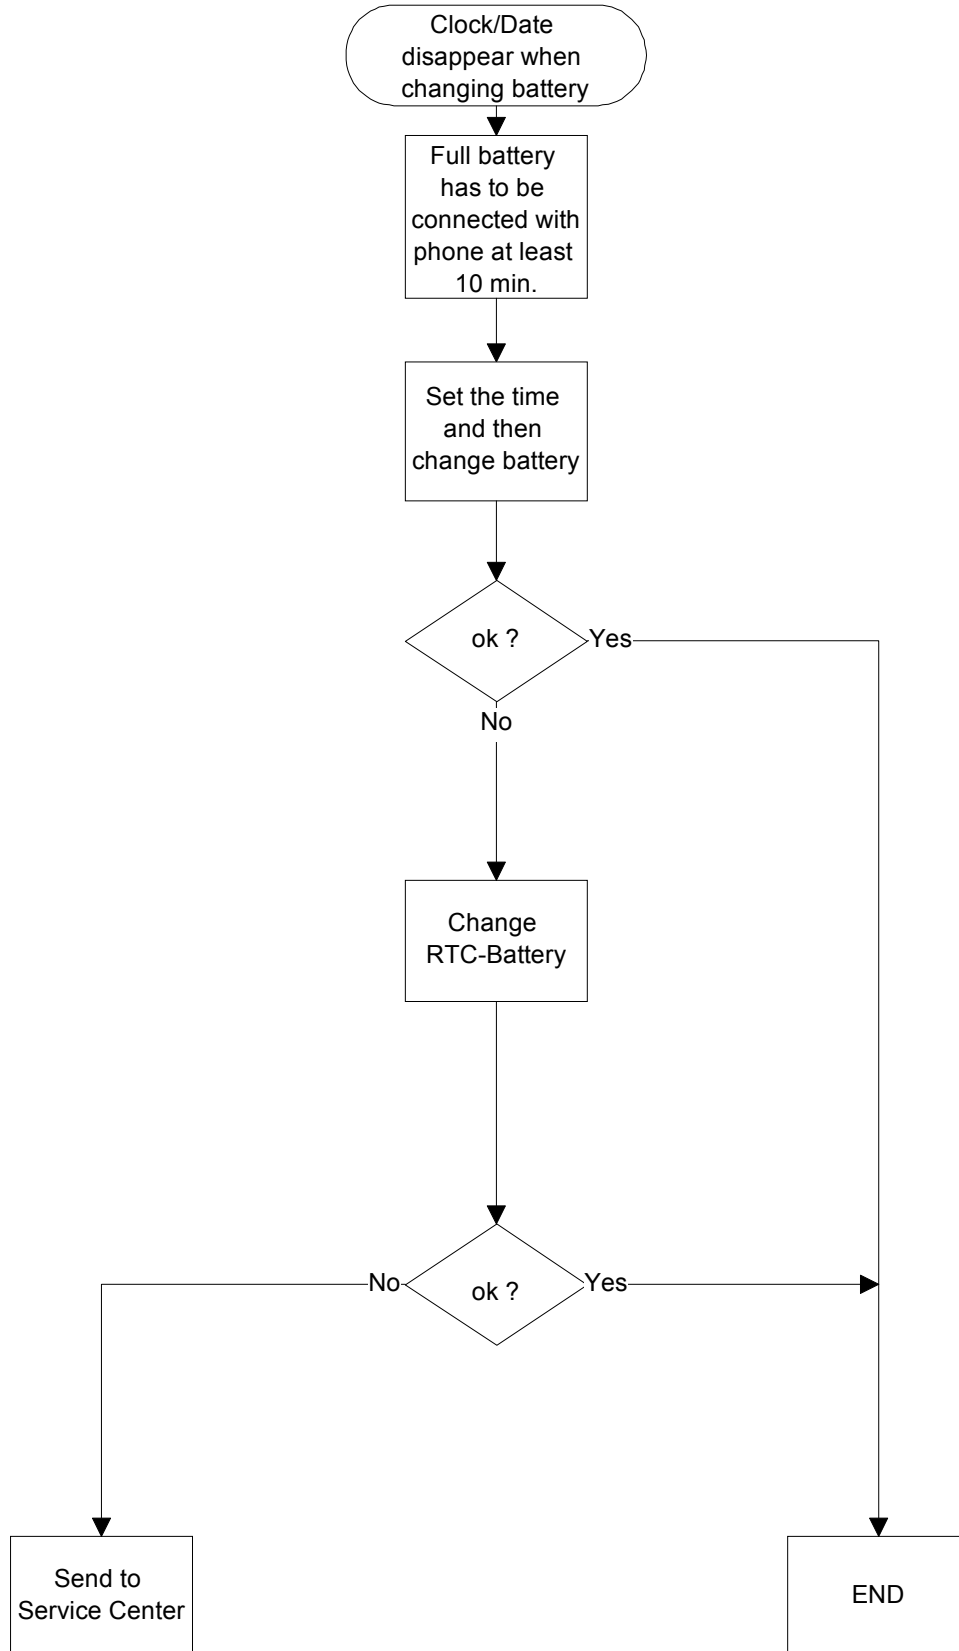 Clock/Date
disappear when
changing battery
Full battery
has to be
connected with
phone at least
10 min.
Set the time
and then
change battery
ok ?
Yes
No
Change
RTC-Battery
No
ok ?
Yes
Send to
Service Center
END